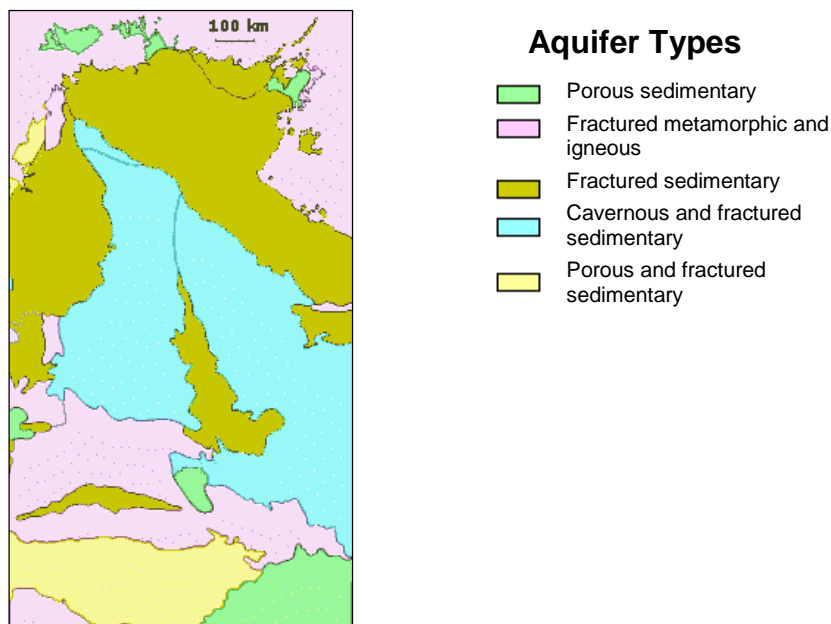 100 km
Aquifer Types
Porous sedimentary
Fractured metamorphic and
igneous
Fractured sedimentary
Cavernous and fractured
sedimentary
Porous and fractured
sedimentary